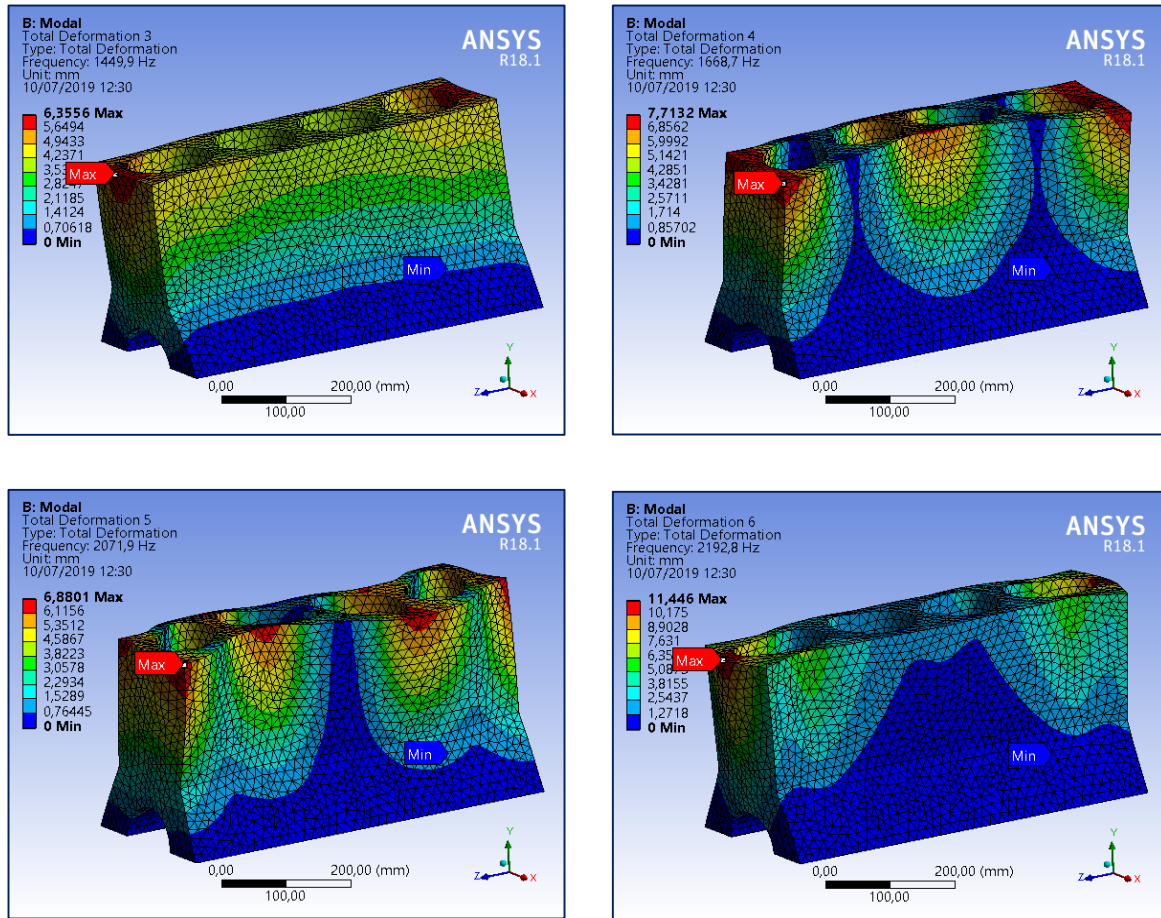 B: Modal
Total Deformation 3
Type: Total Deformation
Frequency: 1449,9 Hz
Unit: mm
10/07/2019 12:30
ANSYS
R18.1
6,3556 Max
5,6494
4,9433
4,2371
Max
2,1185
1,4124
0,70618
0 Min
Min
0,00
200,00 (mm)
100,00
Y
Z
X
B: Modal
Total Deformation 4
Type: Total Deformation
Frequency: 1668,7 Hz
Unit: mm
10/07/2019 12:30
ANSYS
R18.1
7,7132 Max
6,8562
5,9992
5,1421
4,2851
3,4281
2,5711
1,714
0,85702
0 Min
Max
Min
0,00
200,00 (mm)
100,00
Y
Z
X
B: Modal
Total Deformation 5
Type: Total Deformation
Frequency: 2071,9 Hz
Unit: mm
10/07/2019 12:30
ANSYS
R18.1
6,8801 Max
6,1156
5,3512
4,5867
3,8223
3,0578
2,2934
1,5289
0,76445
0 Min
Max
Min
0,00
200,00 (mm)
100,00
Y
Z
X
B: Modal
Total Deformation 6
Type: Total Deformation
Frequency: 2192,8 Hz
Unit: mm
10/07/2019 12:30
ANSYS
R18.1
11,446 Max
10,175
8,9028
7,631
Max
3,8155
2,5437
1,2718
0 Min
Min
0,00
200,00 (mm)
100,00
Y
Z
X